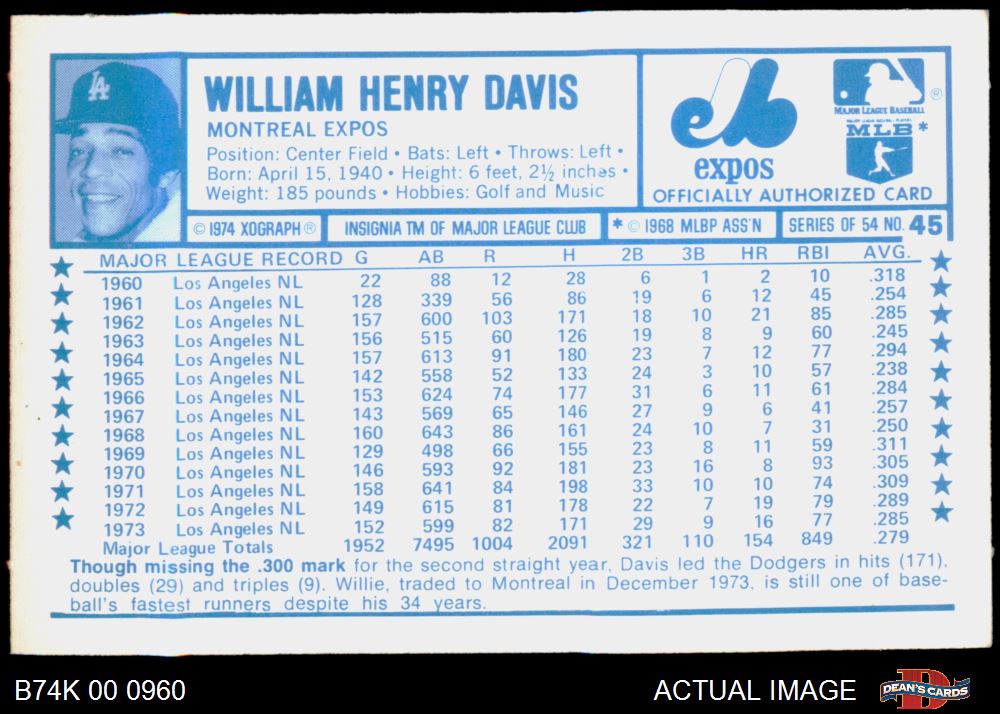 LA
WILLIAM HENRY DAVIS
MONTREAL EXPOS
Position: Center Field • Bats: Left • Throws: Left •
Born: April 15, 1940 • Height: 6 feet, 2½ inches •
Weight: 185 pounds • Hobbies: Golf and Music
expos
OFFICIALLY AUTHORIZED CARD
®
MAJOR LEAGUE BASEBALL
MLB *
© 1974 XOGRAPH ®
INSIGNIA TM OF MAJOR LEAGUE CLUB
* © 1968 MLBP ASS'N
SERIES OF 54 NO. 45
MAJOR LEAGUE RECORD G AB R H 2B 3B HR RBI AVG.
1960 Los Angeles NL 22 88 12 28 6 1 2 10 .318
1961 Los Angeles NL 128 339 56 86 19 6 12 45 .254
1962 Los Angeles NL 157 600 103 171 18 10 21 85 .285
1963 Los Angeles NL 156 515 60 126 19 8 9 60 .245
1964 Los Angeles NL 157 613 91 180 23 7 12 77 .294
1965 Los Angeles NL 142 558 52 133 24 3 10 57 .238
1966 Los Angeles NL 153 624 74 177 31 6 11 61 .284
1967 Los Angeles NL 143 569 65 146 27 9 6 41 .257
1968 Los Angeles NL 160 643 86 161 24 10 7 31 .250
1969 Los Angeles NL 129 498 66 155 23 8 11 59 .311
1970 Los Angeles NL 146 593 92 181 23 16 8 93 .305
1971 Los Angeles NL 158 641 84 198 33 10 10 74 .309
1972 Los Angeles NL 149 615 81 178 22 7 19 79 .289
1973 Los Angeles NL 152 599 82 171 29 9 16 77 .285
Major League Totals 1952 7495 1004 2091 321 110 154 849 .279
Though missing the .300 mark for the second straight year, Davis led the Dodgers in hits (171),
doubles (29) and triples (9). Willie, traded to Montreal in December 1973, is still one of base-
ball's fastest runners despite his 34 years.
B74K 00 0960
ACTUAL IMAGE
DEAN'S CARDS